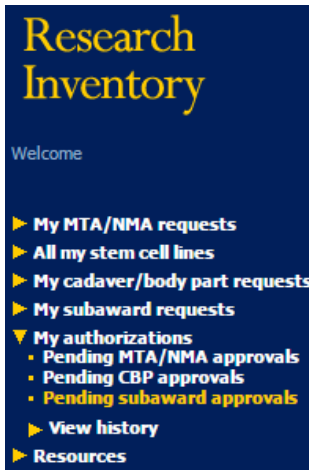 Research
Inventory
Welcome
My MTA/NMA requests
All my stem cell lines
My cadaver/body part requests
My subaward requests
My authorizations
Pending MTA/NMA approvals
Pending CBP approvals
Pending subaward approvals
View history
Resources